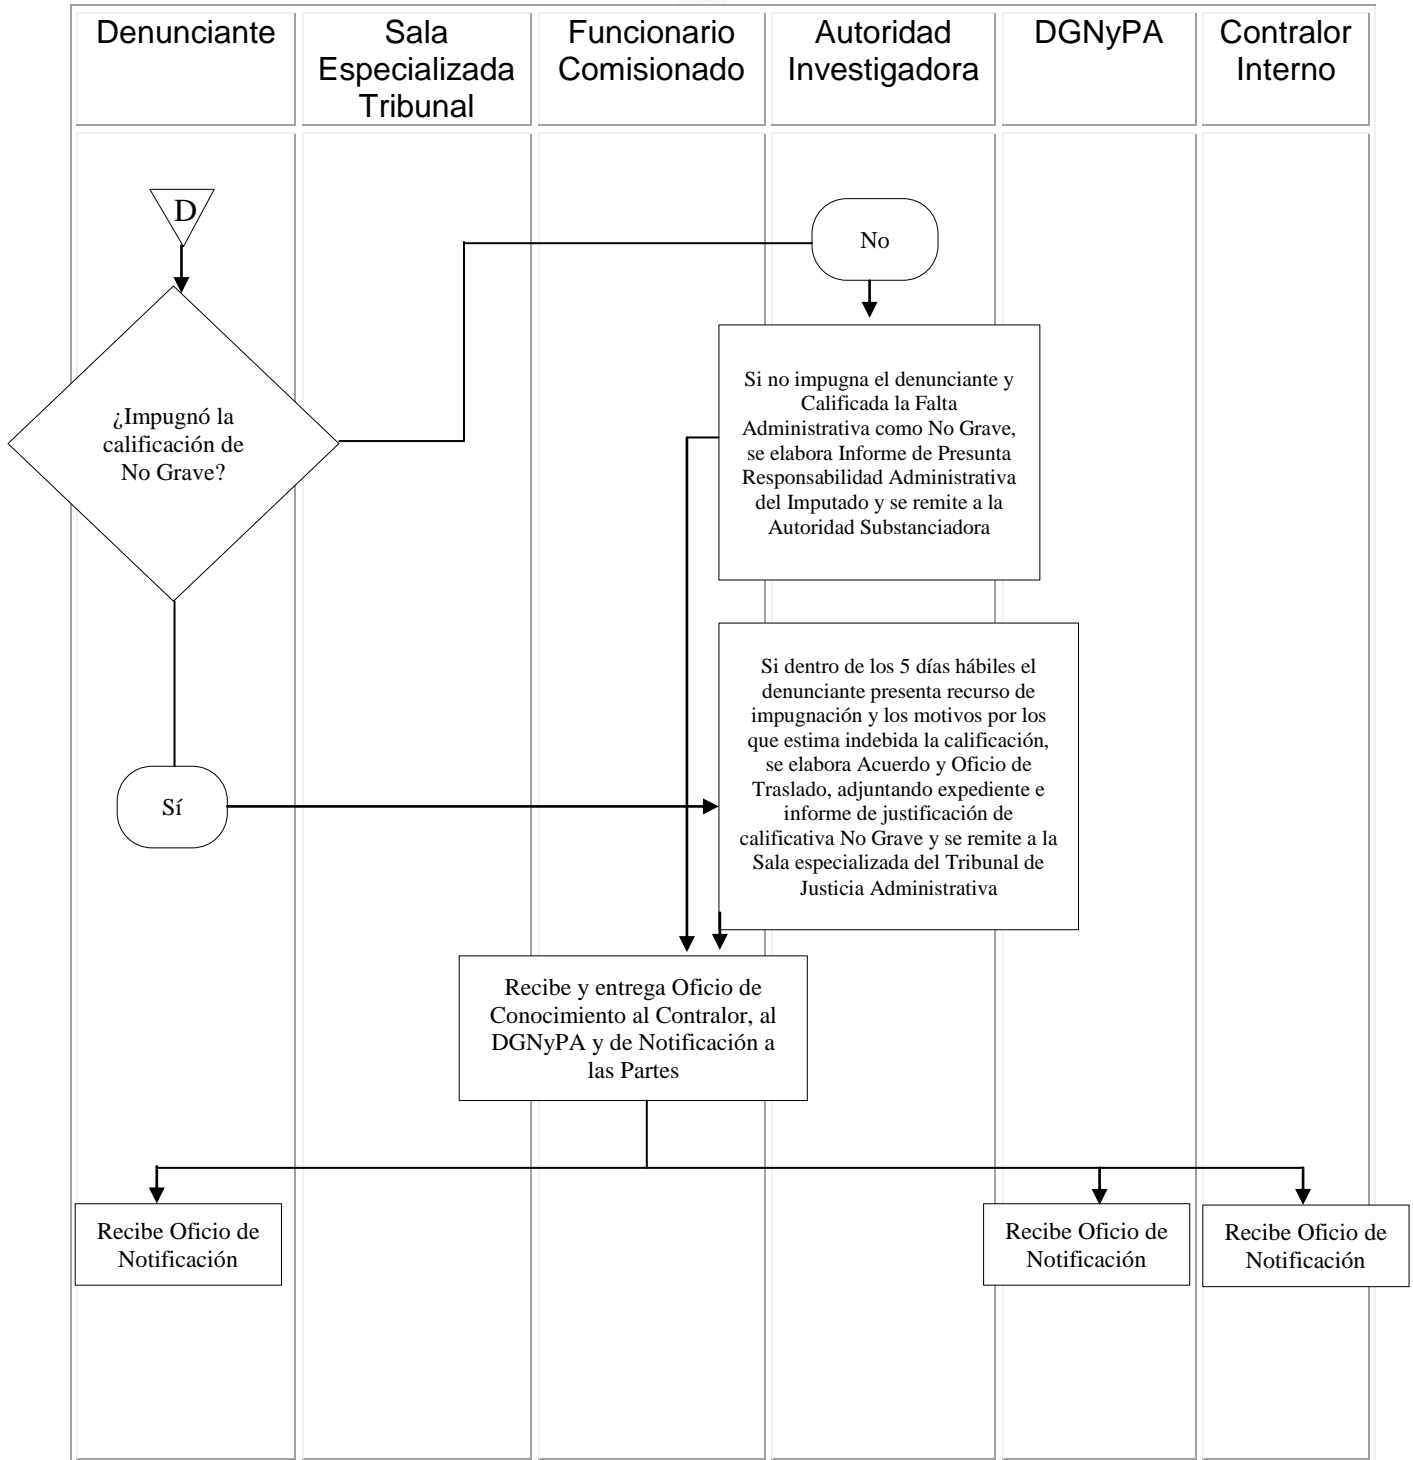 Denunciante
Sala
Especializada
Tribunal
Funcionario
Comisionado
Autoridad
Investigadora
DGNyPA
Contralor
Interno
D
No
¿Impugnó la
calificación de
No Grave?
Si no impugna el denunciante y
Calificada la Falta
Administrativa como No Grave,
se elabora Informe de Presunta
Responsabilidad Administrativa
del Imputado y se remite a la
Autoridad Substanciadora
Si dentro de los 5 días hábiles el
denunciante presenta recurso de
impugnación y los motivos por los
que estima indebida la calificación,
se elabora Acuerdo y Oficio de
Traslado, adjuntando expediente e
informe de justificación de
calificativa No Grave y se remite a la
Sala especializada del Tribunal de
Justicia Administrativa
Sí
Recibe y entrega Oficio de
Conocimiento al Contralor, al
DGNyPA y de Notificación a
las Partes
Recibe Oficio de
Notificación
Recibe Oficio de
Notificación
Recibe Oficio de
Notificación